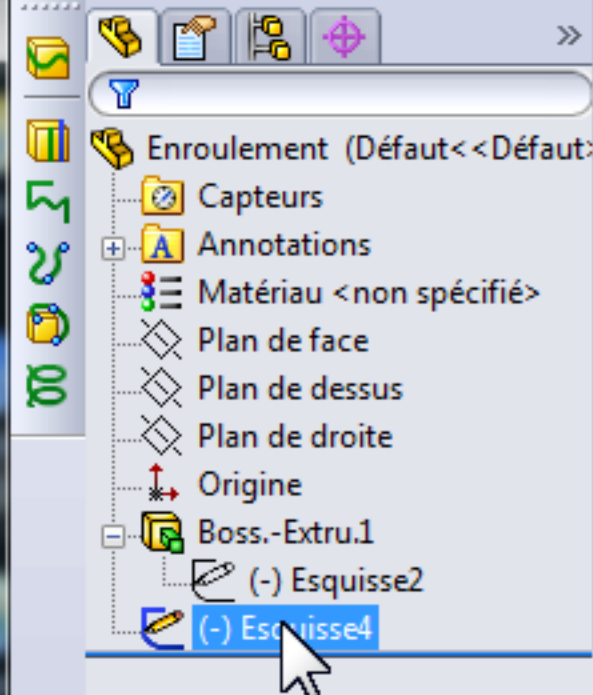 Enroulement (Défaut<<Défaut>
Capteurs
A Annotations
Matériau <non spécifié>
Plan de face
Plan de dessus
Plan de droite
Origine
Boss.-Extru.1
(-) Esquisse2
(-) Esquisse4